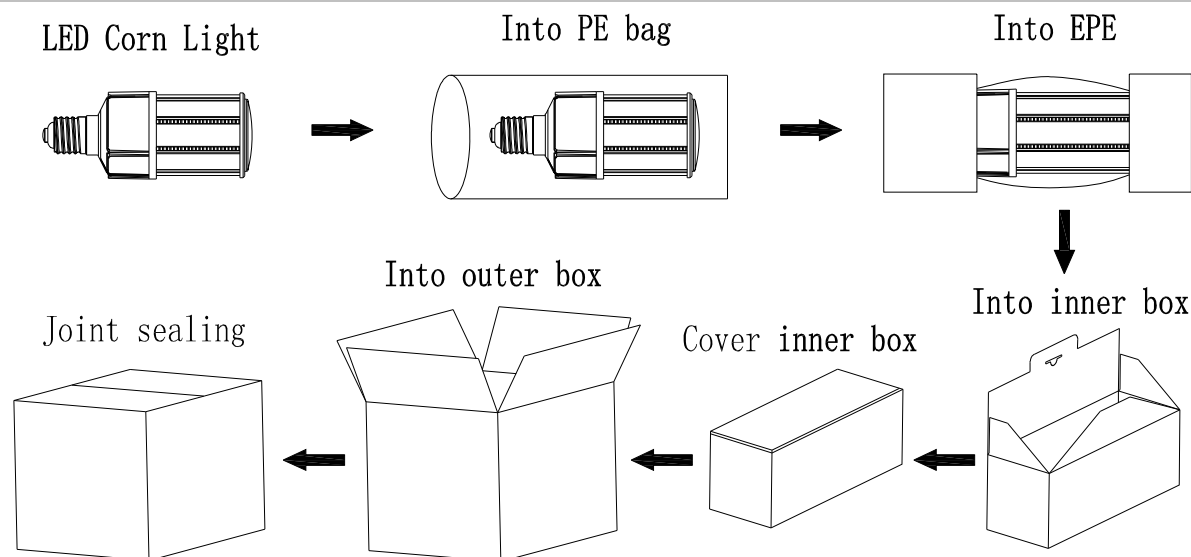 LED Corn Light
Into PE bag
Into EPE
Into inner box
Cover inner box
Into outer box
Joint sealing